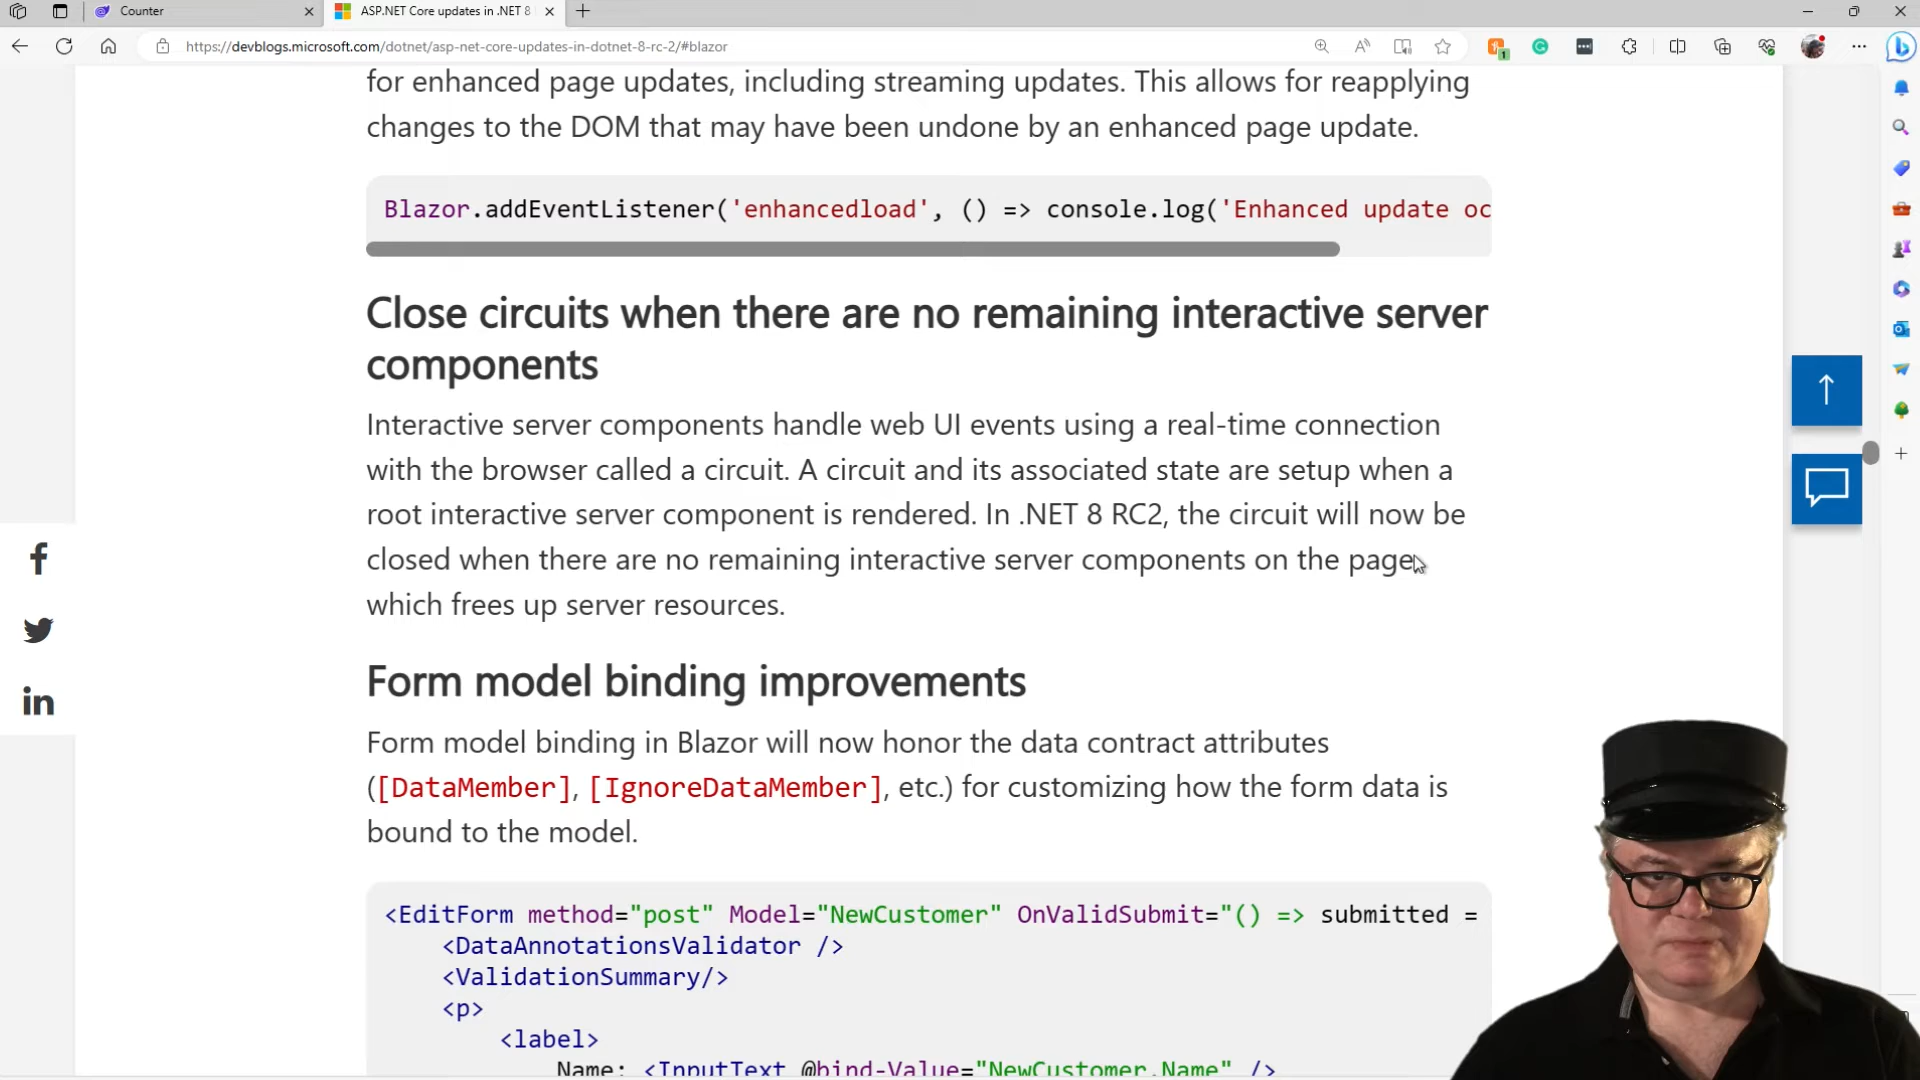 Counter
ASP.NET Core updates in .NET 8
https://devblogs.microsoft.com/dotnet/asp-net-core-updates-in-dotnet-8-rc-2/#blazor
1
for enhanced page updates, including streaming updates. This allows for reapplying
changes to the DOM that may have been undone by an enhanced page update.
Blazor.addEventListener('enhancedload', () => console.log('Enhanced update oc
Close circuits when there are no remaining interactive server
components
Interactive server components handle web UI events using a real-time connection
with the browser called a circuit. A circuit and its associated state are setup when a
root interactive server component is rendered. In .NET 8 RC2, the circuit will now be
closed when there are no remaining interactive server components on the page
which frees up server resources.
Form model binding improvements
Form model binding in Blazor will now honor the data contract attributes
([DataMember], [IgnoreDataMember], etc.) for customizing how the form data is
bound to the model.
<EditForm method="post" Model="NewCustomer" OnValidSubmit="() => submitted =
<DataAnnotationsValidator />
<ValidationSummary/>
<p>
<label>
Name: <InputText @bind-Value="NewCustomer.Name" />